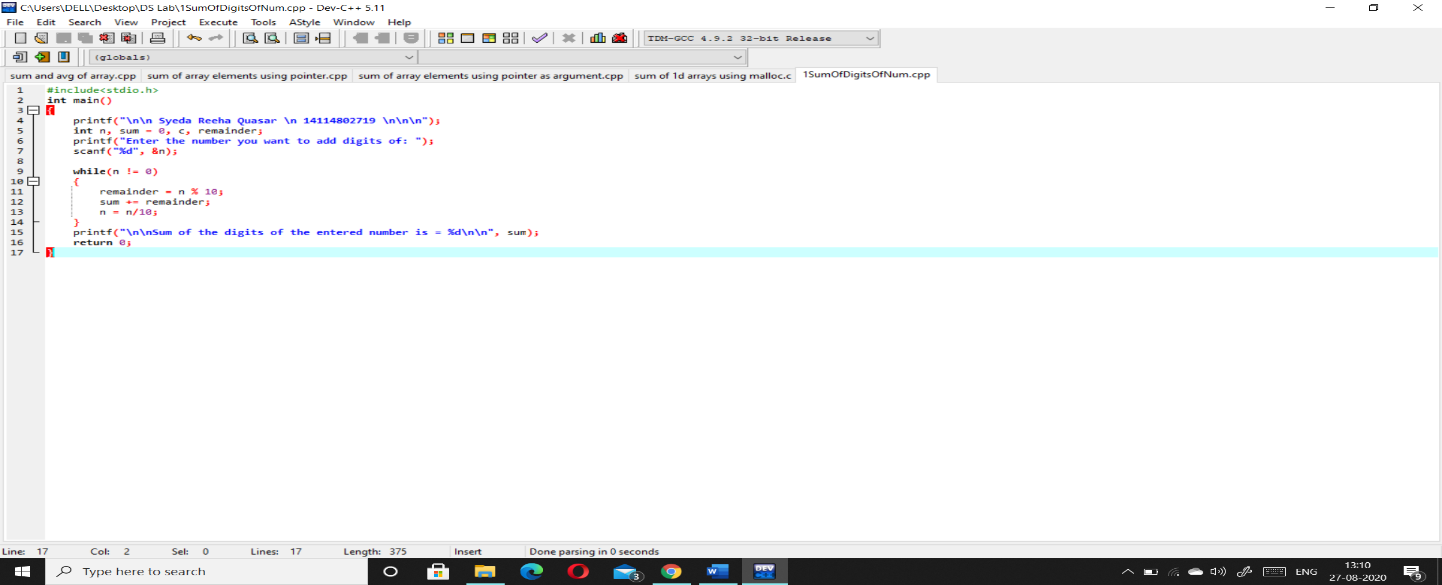 C:\Users\DELL\Desktop\DS Lab\1SumOfDigitsOfNum.cpp - Dev-C++ 5.11
File Edit Search View Project Execute Tools AStyle Window Help
TDM-GCC 4.9.2 32-bit Release
(globals)
sum and avg of array.cpp sum of array elements using pointer.cpp sum of array elements using pointer as argument.cpp sum of 1d arrays using malloc.c 1SumOfDigitsOfNum.cpp
1 #include<stdio.h>
2 int main()
3 {
4 printf("\n\n Syeda Reeha Quasar \n 14114802719 \n\n\n");
5 int n, sum = 0, c, remainder;
6 printf("Enter the number you want to add digits of: ");
7 scanf("%d", &n);
8
9 while(n != 0)
10 {
11 remainder = n % 10;
12 sum += remainder;
13 n = n/10;
14 }
15 printf("\n\nSum of the digits of the entered number is = %d\n\n", sum);
16 return 0;
17 }
Line: 17 Col: 2 Sel: 0 Lines: 17 Length: 375 Insert Done parsing in 0 seconds
Type here to search
3
W
DEV
ENG
13:10
27-08-2020
9